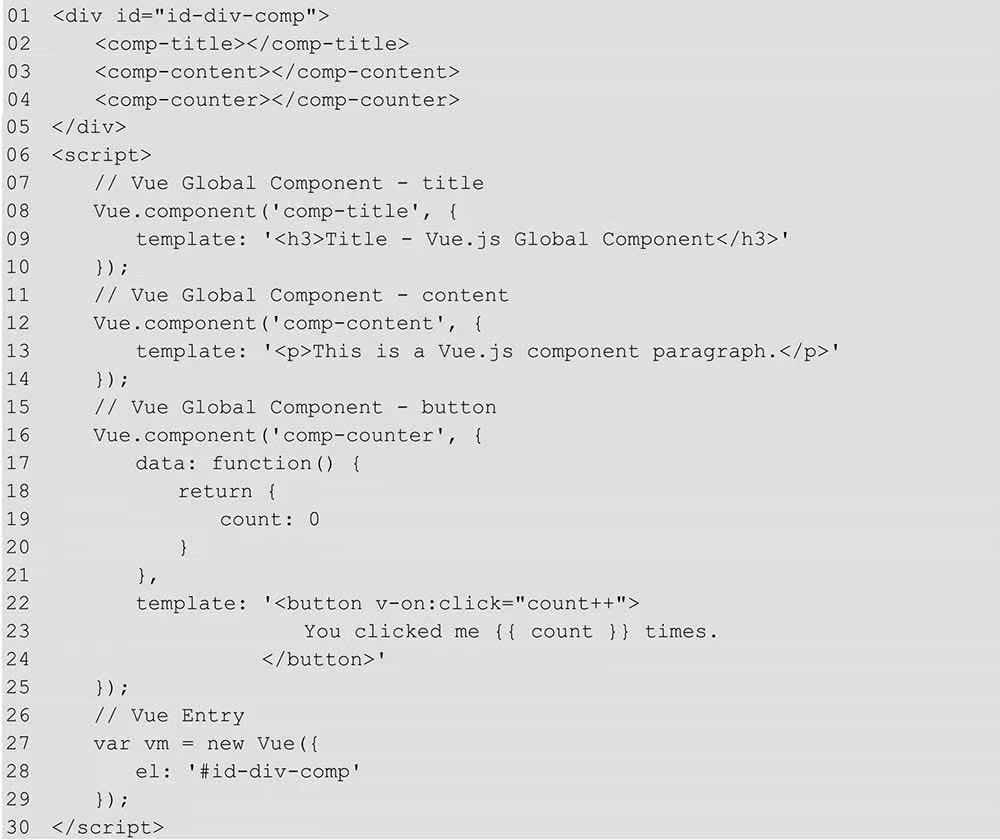 01 <div id="id-div-comp">
02 <comp-title></comp-title>
03 <comp-content></comp-content>
04 <comp-counter></comp-counter>
05 </div>
06 <script>
07 // Vue Global Component - title
08 Vue.component('comp-title', {
09 template: '<h3>Title - Vue.js Global Component</h3>'
10 });
11 // Vue Global Component - content
12 Vue.component('comp-content', {
13 template: '<p>This is a Vue.js component paragraph.</p>'
14 });
15 // Vue Global Component - button
16 Vue.component('comp-counter', {
17 data: function() {
18 return {
19 count: 0
20 }
21 },
22 template: '<button v-on:click="count++">
23 You clicked me {{ count }} times.
24 </button>'
25 });
26 // Vue Entry
27 var vm = new Vue({
28 el: '#id-div-comp'
29 });
30 </script>